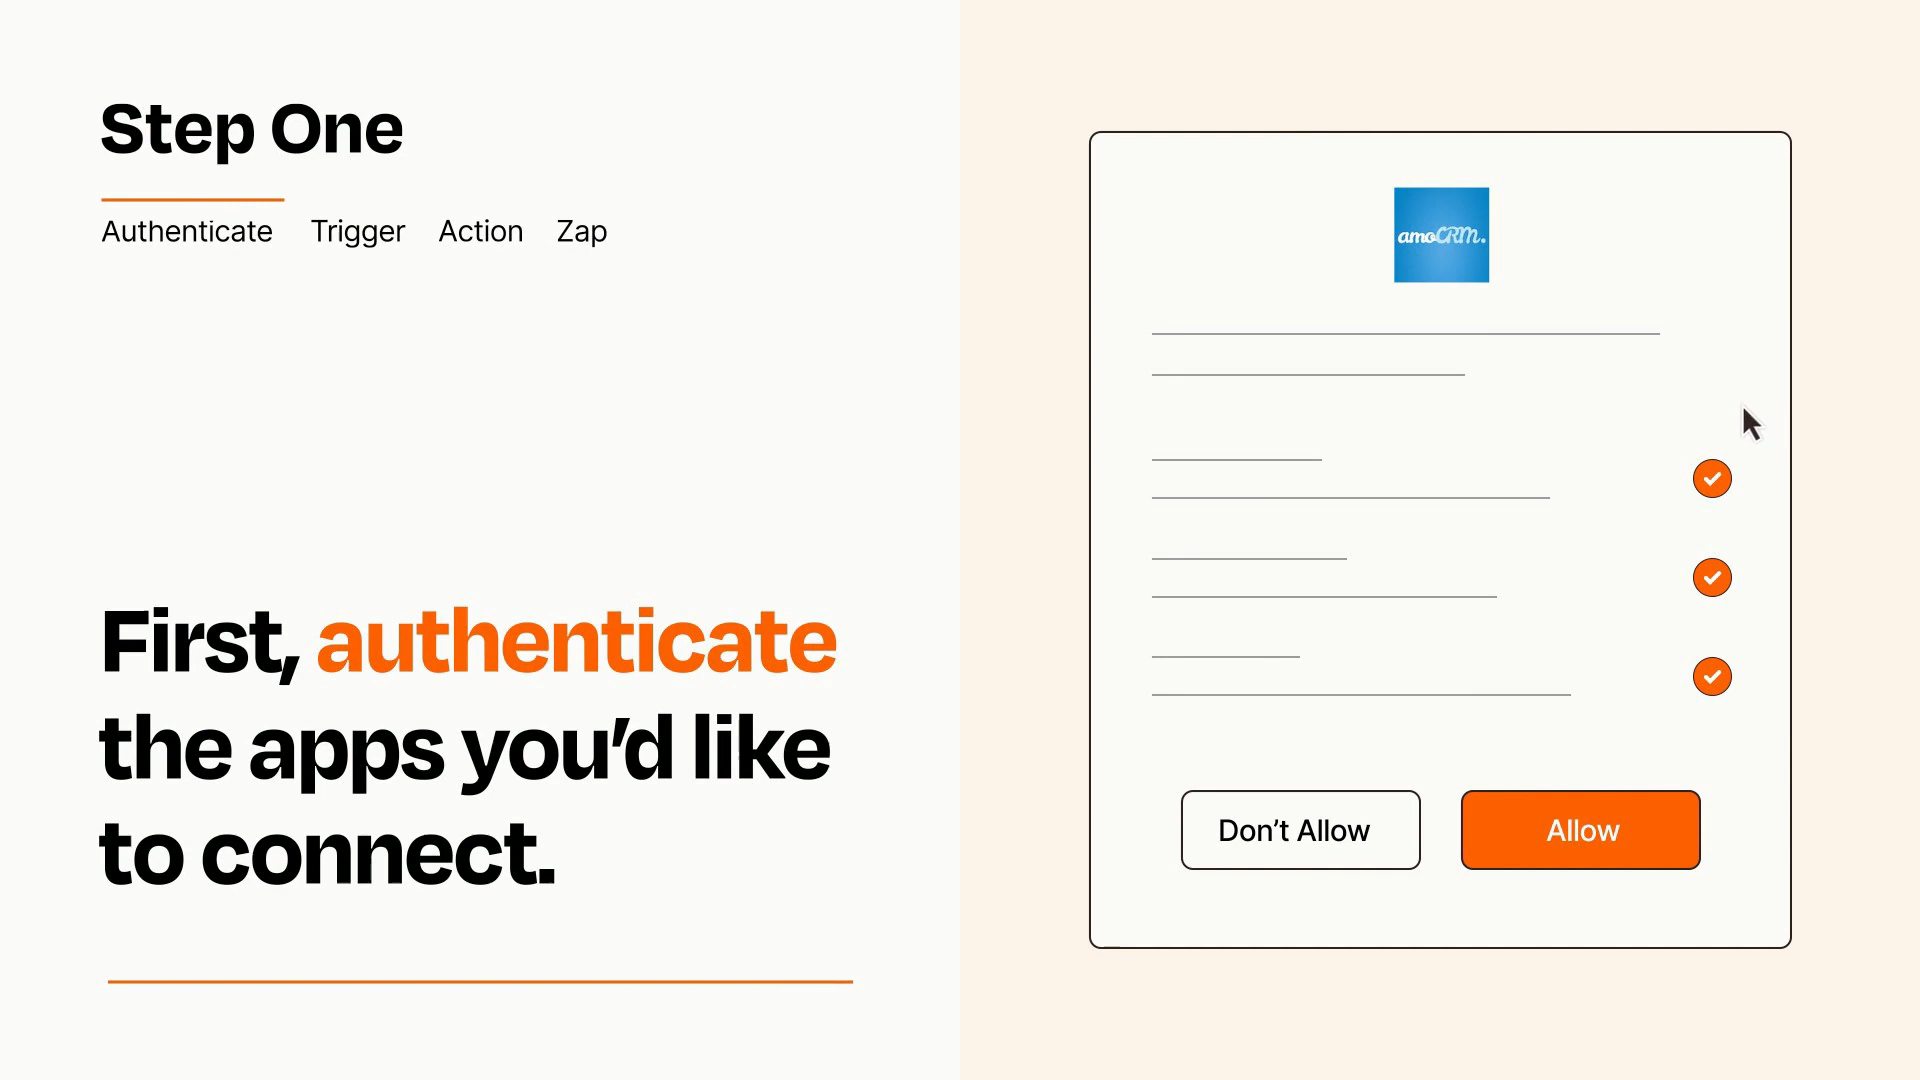 Step One
Authenticate Trigger Action Zap
First, authenticate
the apps you’d like
to connect.
amoCRM.
Don’t Allow
Allow